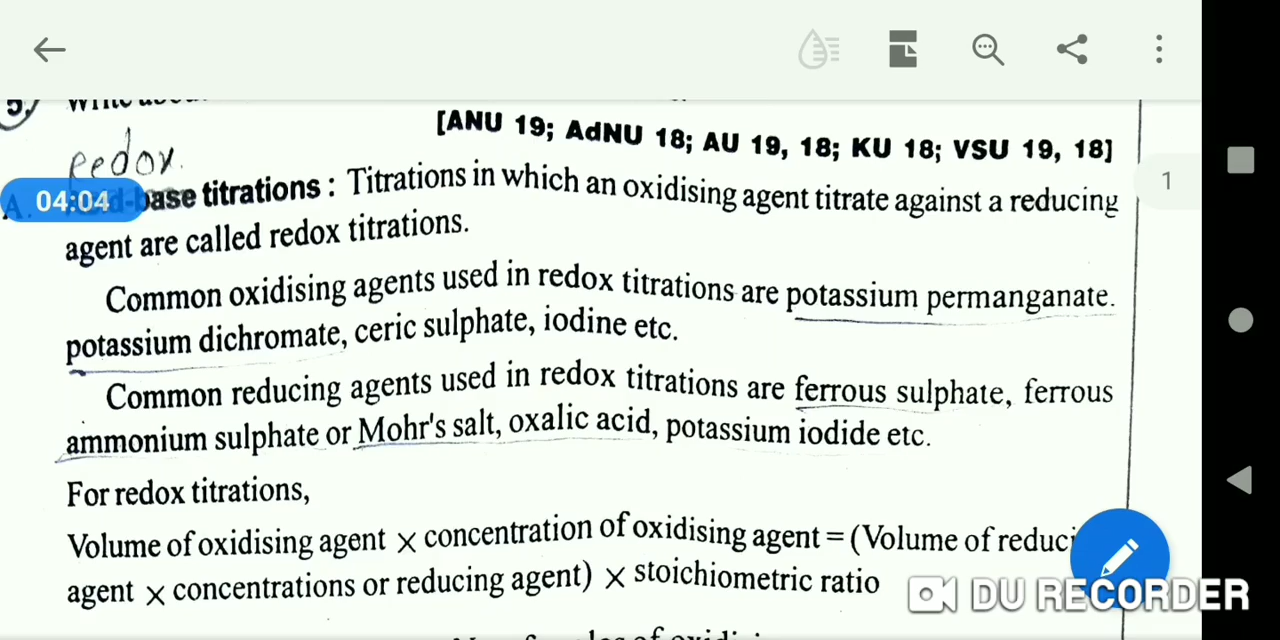 5.
[ANU 19; AdNU 18; AU 19, 18; KU 18; VSU 19, 18]
Redox.
1
04:04
A. -base titrations : Titrations in which an oxidising agent titrate against a reducing
agent are called redox titrations.
Common oxidising agents used in redox titrations are potassium permanganate.
potassium dichromate, ceric sulphate, iodine etc.
Common reducing agents used in redox titrations are ferrous sulphate, ferrous
ammonium sulphate or Mohr's salt, oxalic acid, potassium iodide etc.
For redox titrations,
Volume of oxidising agent × concentration of oxidising agent = (Volume of reduci
agent × concentrations or reducing agent) × stoichiometric ratio
DU RECORDER